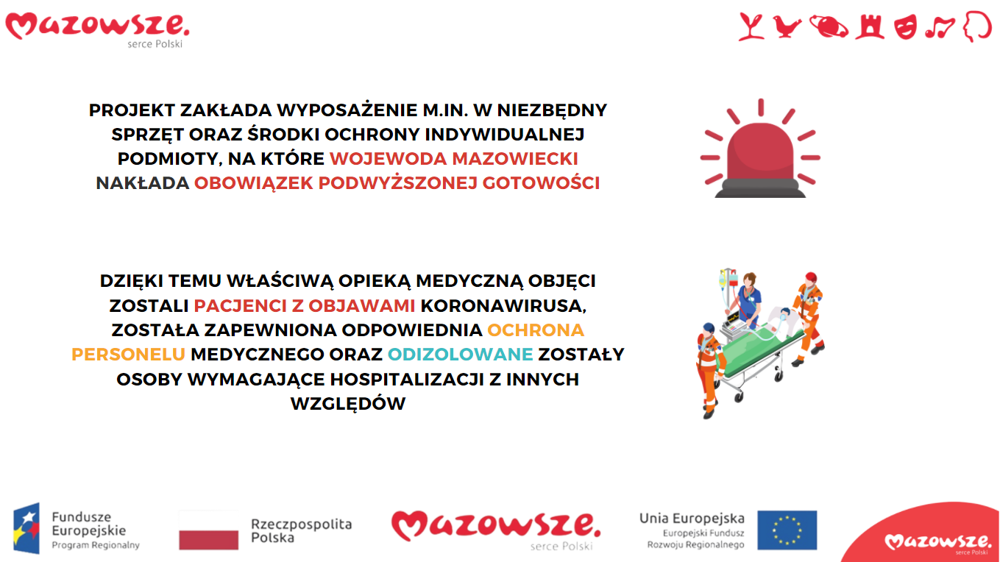 Mazowsze.
serce Polski
PROJEKT ZAKŁADA WYPOSAŻENIE M.IN. W NIEZBĘDNY
SPRZĘT ORAZ ŚRODKI OCHRONY INDYWIDUALNEJ
PODMIOTY, NA KTÓRE WOJEWODA MAZOWIECKI
NAKŁADA OBOWIĄZEK PODWYŻSZONEJ GOTOWOŚCI
DZIĘKI TEMU WŁAŚCIWĄ OPIEKĄ MEDYCZNĄ OBJĘCI
ZOSTALI PACJENCI Z OBJAWAMI KORONAWIRUSA,
ZOSTAŁA ZAPEWNIONA ODPOWIEDNIA OCHRONA
PERSONELU MEDYCZNEGO ORAZ ODIZOLOWANE ZOSTAŁY
OSOBY WYMAGAJĄCE HOSPITALIZACJI Z INNYCH
WZGLĘDÓW
Fundusze
Europejskie
Program Regionalny
Rzeczpospolita
Polska
Mazowsze.
serce Polski
Unia Europejska
Europejski Fundusz
Rozwoju Regionalnego
Mazowsze.
serce Polski